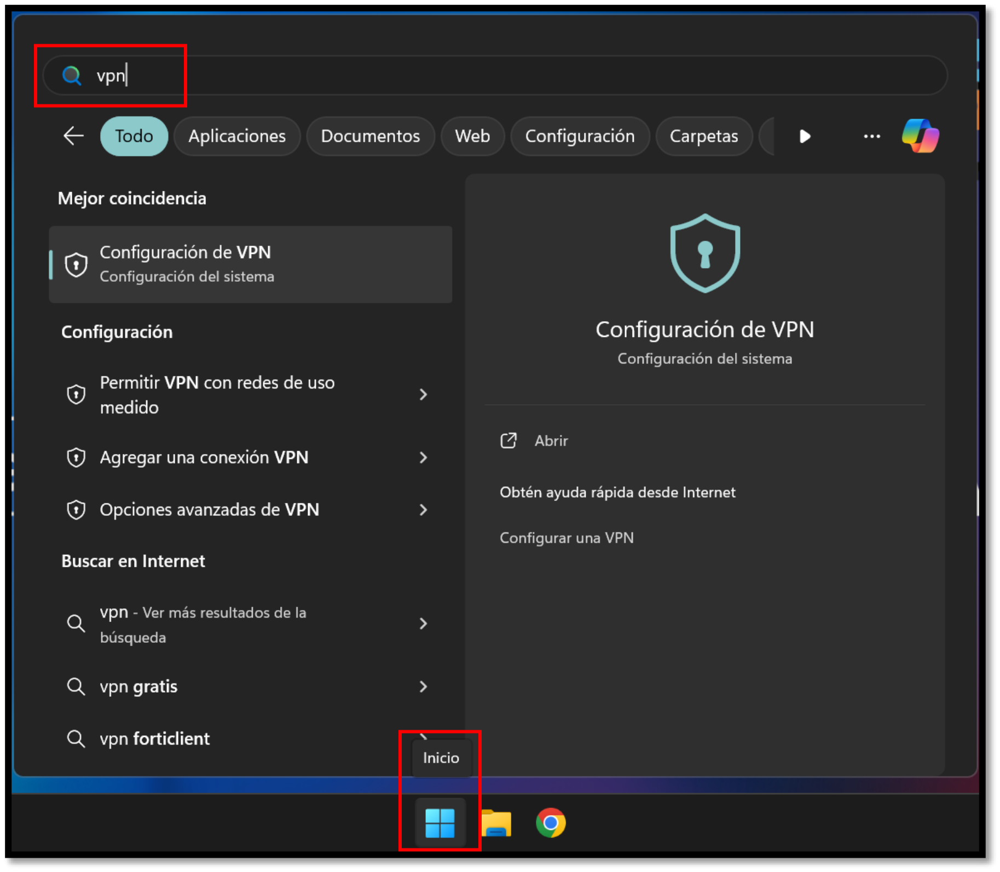 vpn
Todo
Aplicaciones
Documentos
Web
Configuración
Carpetas
Mejor coincidencia
Configuración de VPN
Configuración del sistema
Configuración
Permitir VPN con redes de uso
medido
Agregar una conexión VPN
Opciones avanzadas de VPN
Buscar en Internet
vpn - Ver más resultados de la
búsqueda
vpn gratis
vpn forticlient
Configuración de VPN
Configuración del sistema
Abrir
Obtén ayuda rápida desde Internet
Configurar una VPN
Inicio